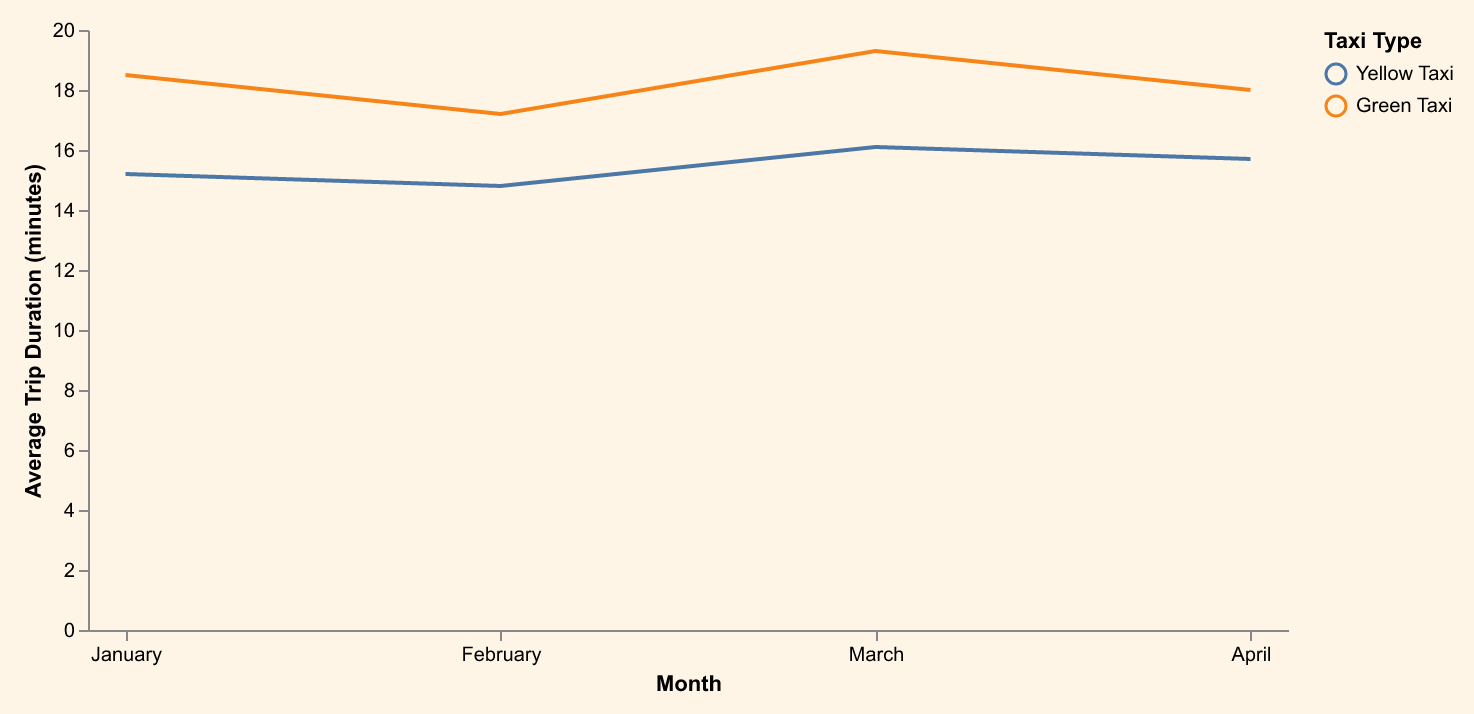 Average Trip Duration (minutes)
20
18
16
14
12
10
8
6
4
2
0
January
February
March
April
Month
Taxi Type
Yellow Taxi
Green Taxi